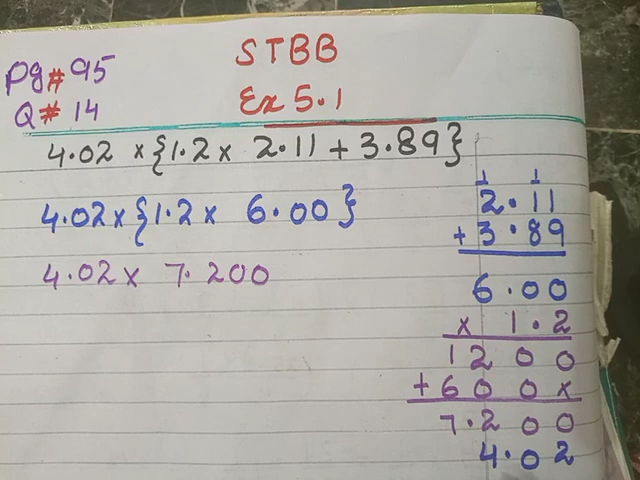 STBB
Pg# 95
Ex 5.1
Q# 14
4.02 x {1.2 x 2.11 + 3.89}
4.02 x {1.2 x 6.00}
4.02 x 7.200
1 1
2.11
+ 3.89
6.00
x 1.2
1200
+600x
7.200
4.02